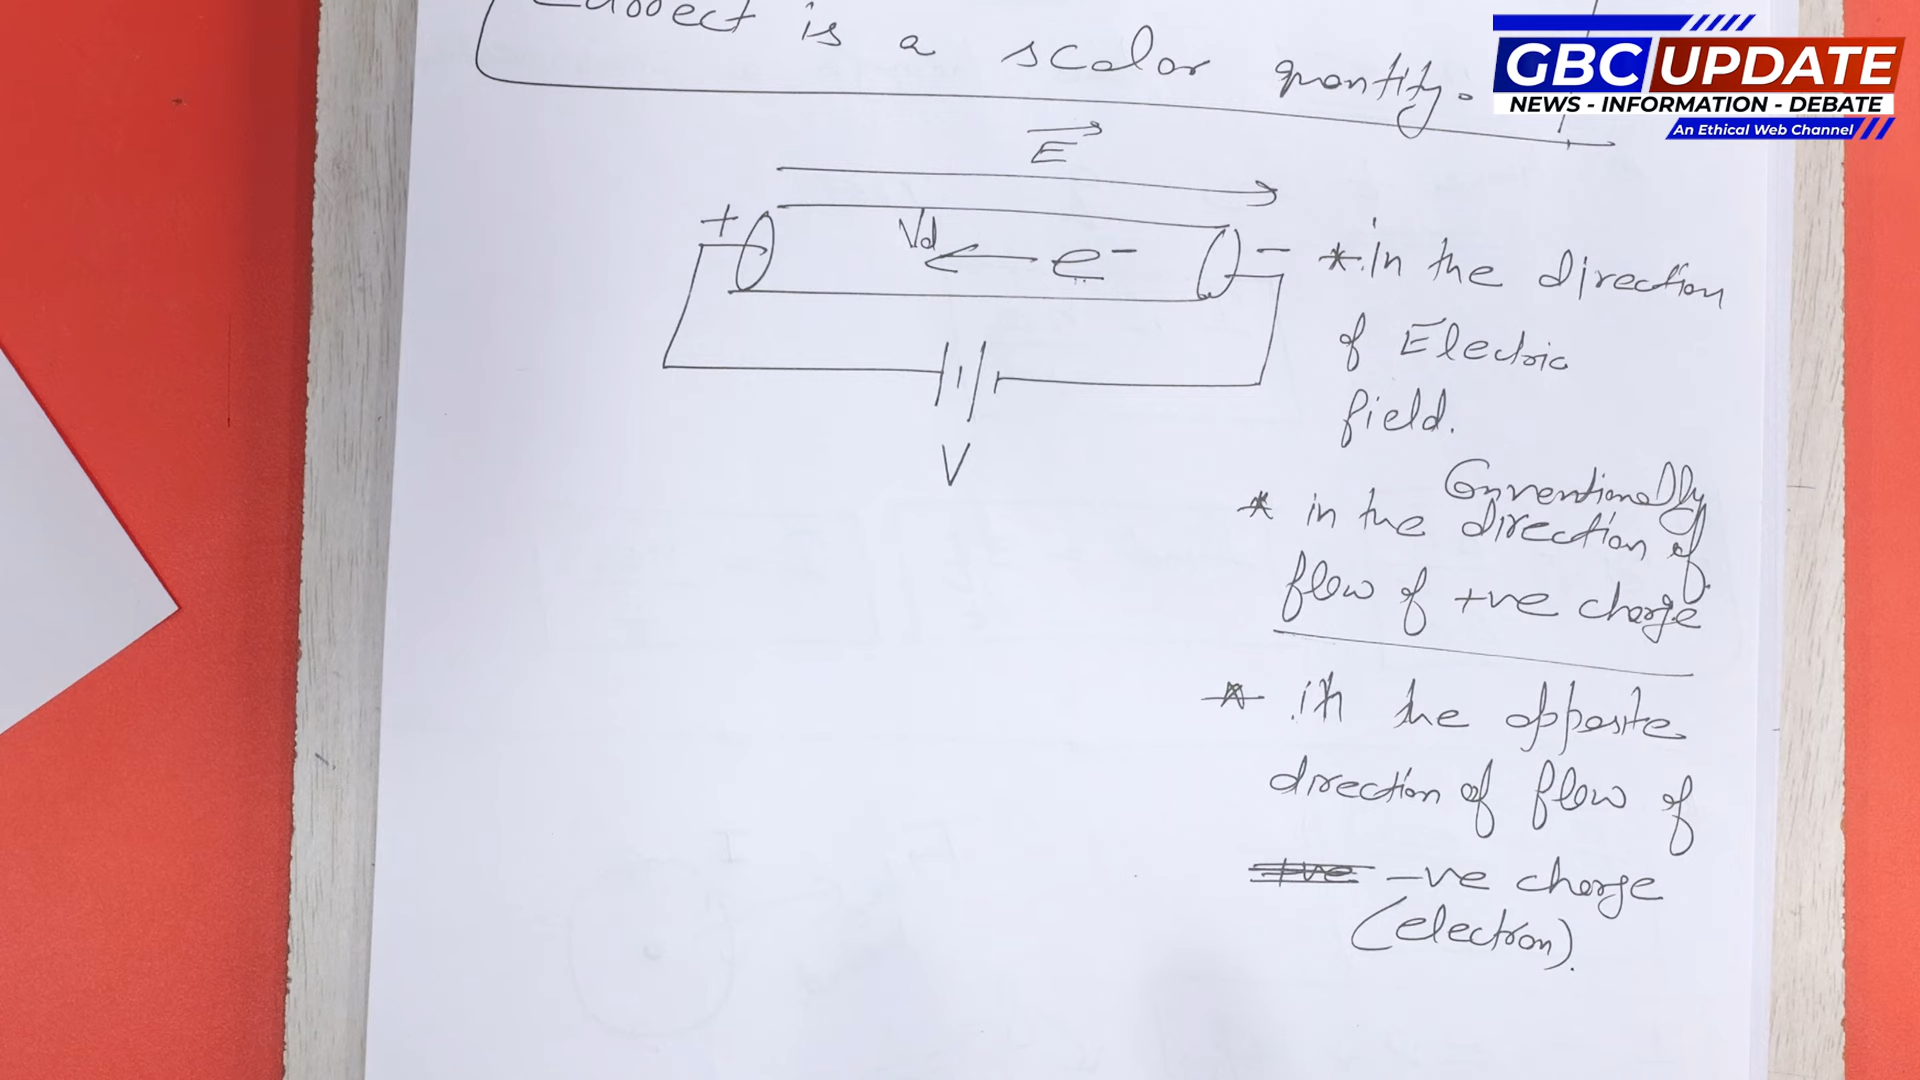 is a scalar quantity.
GBC UPDATE
NEWS - INFORMATION - DEBATE
An Ethical Web Channel
E
+ Vd e- -
V
* in the direction
of Electric
field.
Conventionally
* in the direction of
flow of +ve charge
* in the opposite
direction of flow of
-ve charge
(electron).